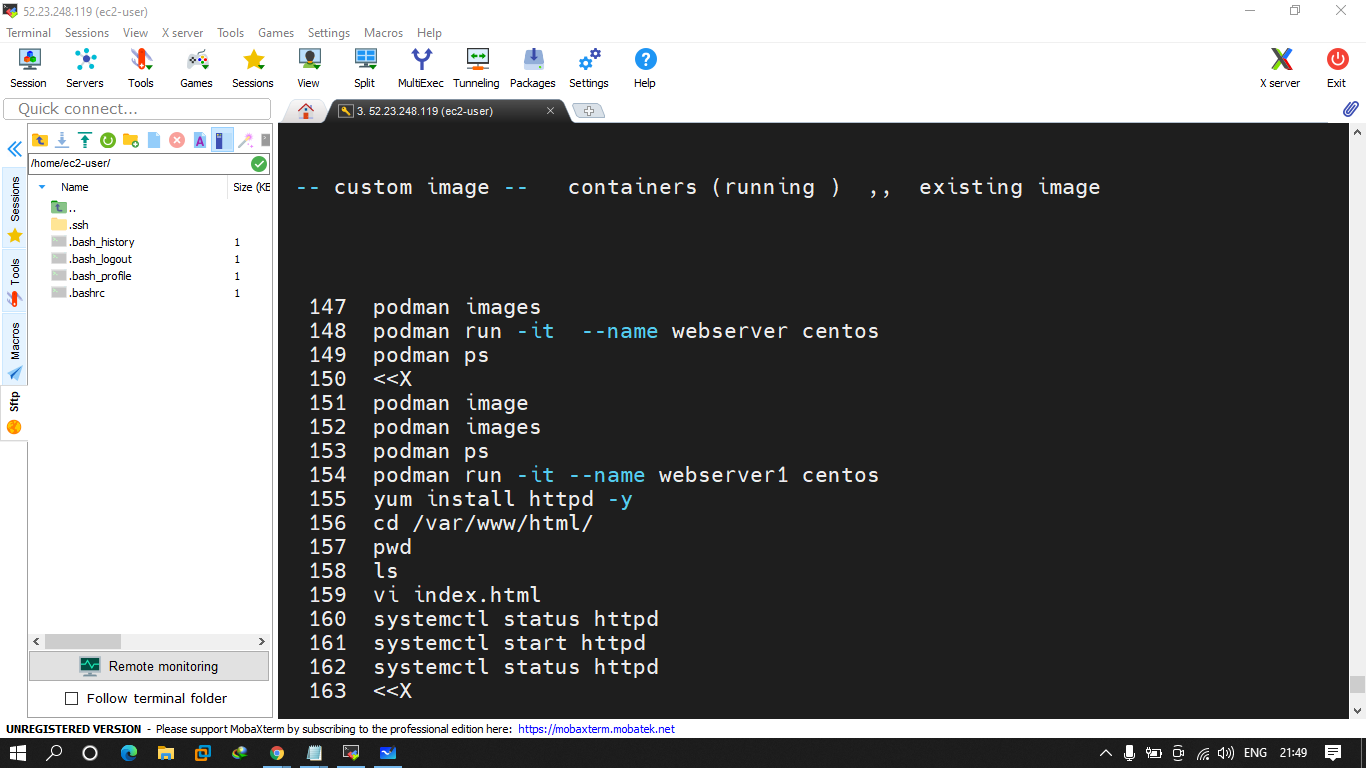 52.23.248.119 (ec2-user)
Terminal Sessions View X server Tools Games Settings Macros Help
Session Servers Tools Games Sessions View Split MultiExec Tunneling Packages Settings Help X server Exit
Quick connect...
3. 52.23.248.119 (ec2-user)
/home/ec2-user/
Name Size (KB
..
.ssh
.bash_history 1
.bash_logout 1
.bash_profile 1
.bashrc 1
Sessions
Tools
Macros
Sftp
Remote monitoring
Follow terminal folder
-- custom image -- containers (running ) ,, existing image
147 podman images
148 podman run -it --name webserver centos
149 podman ps
150 <<X
151 podman image
152 podman images
153 podman ps
154 podman run -it --name webserver1 centos
155 yum install httpd -y
156 cd /var/www/html/
157 pwd
158 ls
159 vi index.html
160 systemctl status httpd
161 systemctl start httpd
162 systemctl status httpd
163 <<X
UNREGISTERED VERSION - Please support MobaXterm by subscribing to the professional edition here: https://mobaxterm.mobatek.net
ENG 21:49